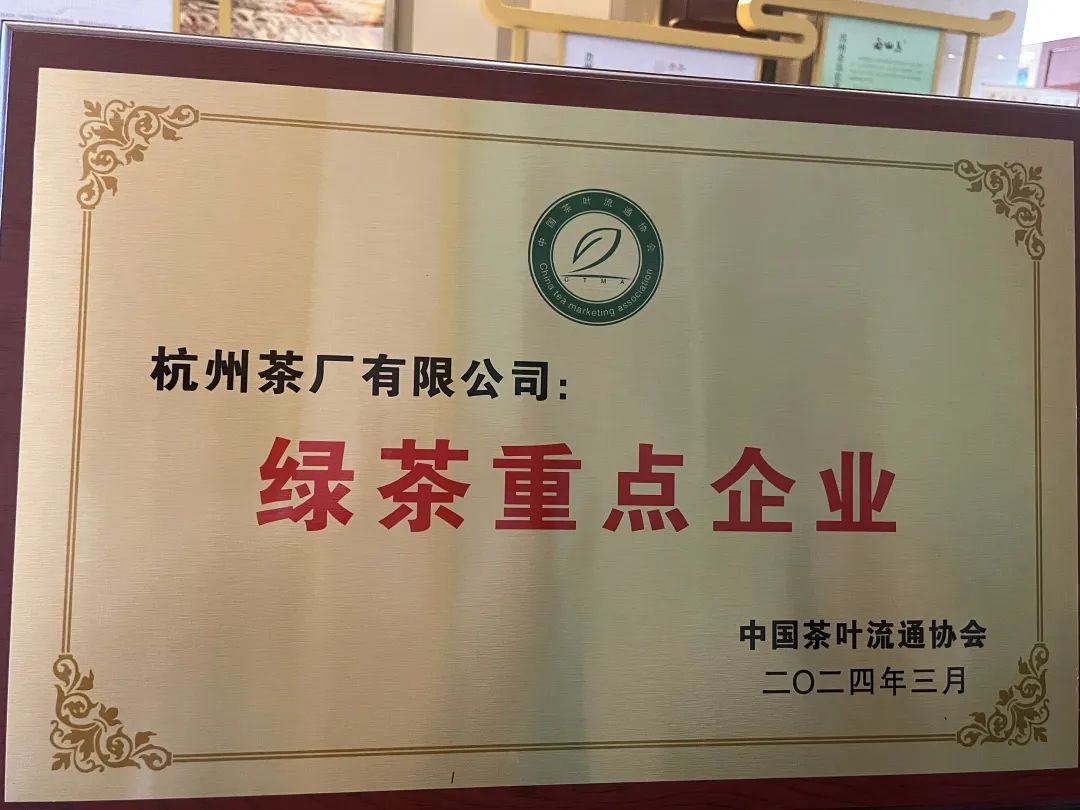 中国茶叶流通协会
CTMA
China tea marketing association
杭州茶厂有限公司:
绿茶重点企业
中国茶叶流通协会
二〇二四年三月